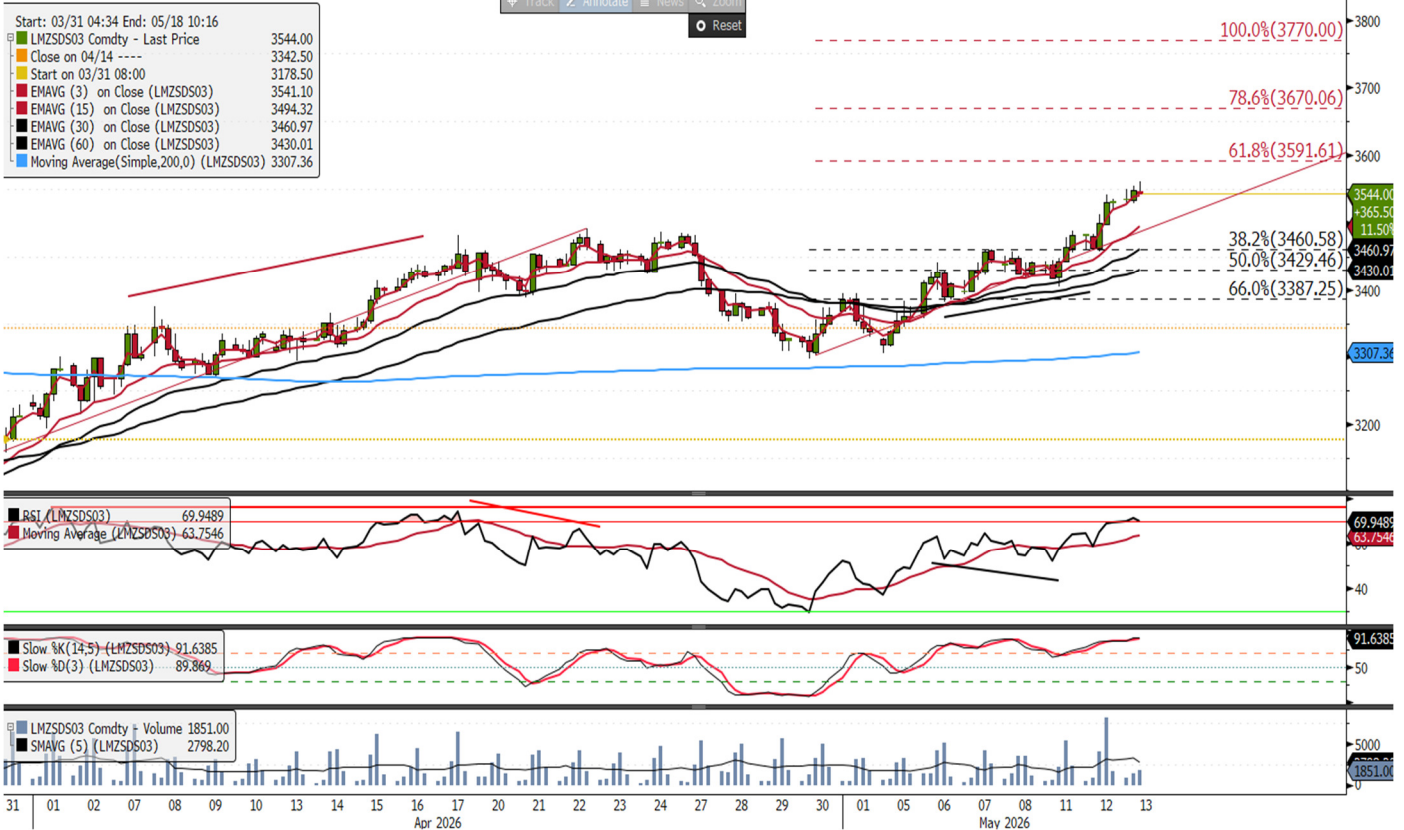 Track Annotate News Zoom
Reset
Start: 03/31 04:34 End: 05/18 10:16
LMZSDS03 Comdty - Last Price 3544.00
Close on 04/14 ---- 3342.50
Start on 03/31 08:00 3178.50
EMAVG (3) on Close (LMZSDS03) 3541.10
EMAVG (15) on Close (LMZSDS03) 3494.32
EMAVG (30) on Close (LMZSDS03) 3460.97
EMAVG (60) on Close (LMZSDS03) 3430.01
Moving Average(Simple,200,0) (LMZSDS03) 3307.36
100.0%(3770.00)
78.6%(3670.06)
61.8%(3591.61)
38.2%(3460.58)
50.0%(3429.46)
66.0%(3387.25)
3800
3700
3600
3544.00
+365.50
11.50%
3460.97
3430.01
3400
3307.36
3200
RSI (LMZSDS03) 69.9489
Moving Average (LMZSDS03) 63.7546
69.9489
63.7546
40
Slow %K(14,5) (LMZSDS03) 91.6385
Slow %D(3) (LMZSDS03) 89.869
91.6385
50
LMZSDS03 Comdty - Volume 1851.00
SMAVG (5) (LMZSDS03) 2798.20
5000
1851.00
0
31 01 02 07 08 09 10 13 14 15 16 17 20 21 22 23 24 27 28 29 30 01 05 06 07 08 11 12 13
Apr 2026 May 2026